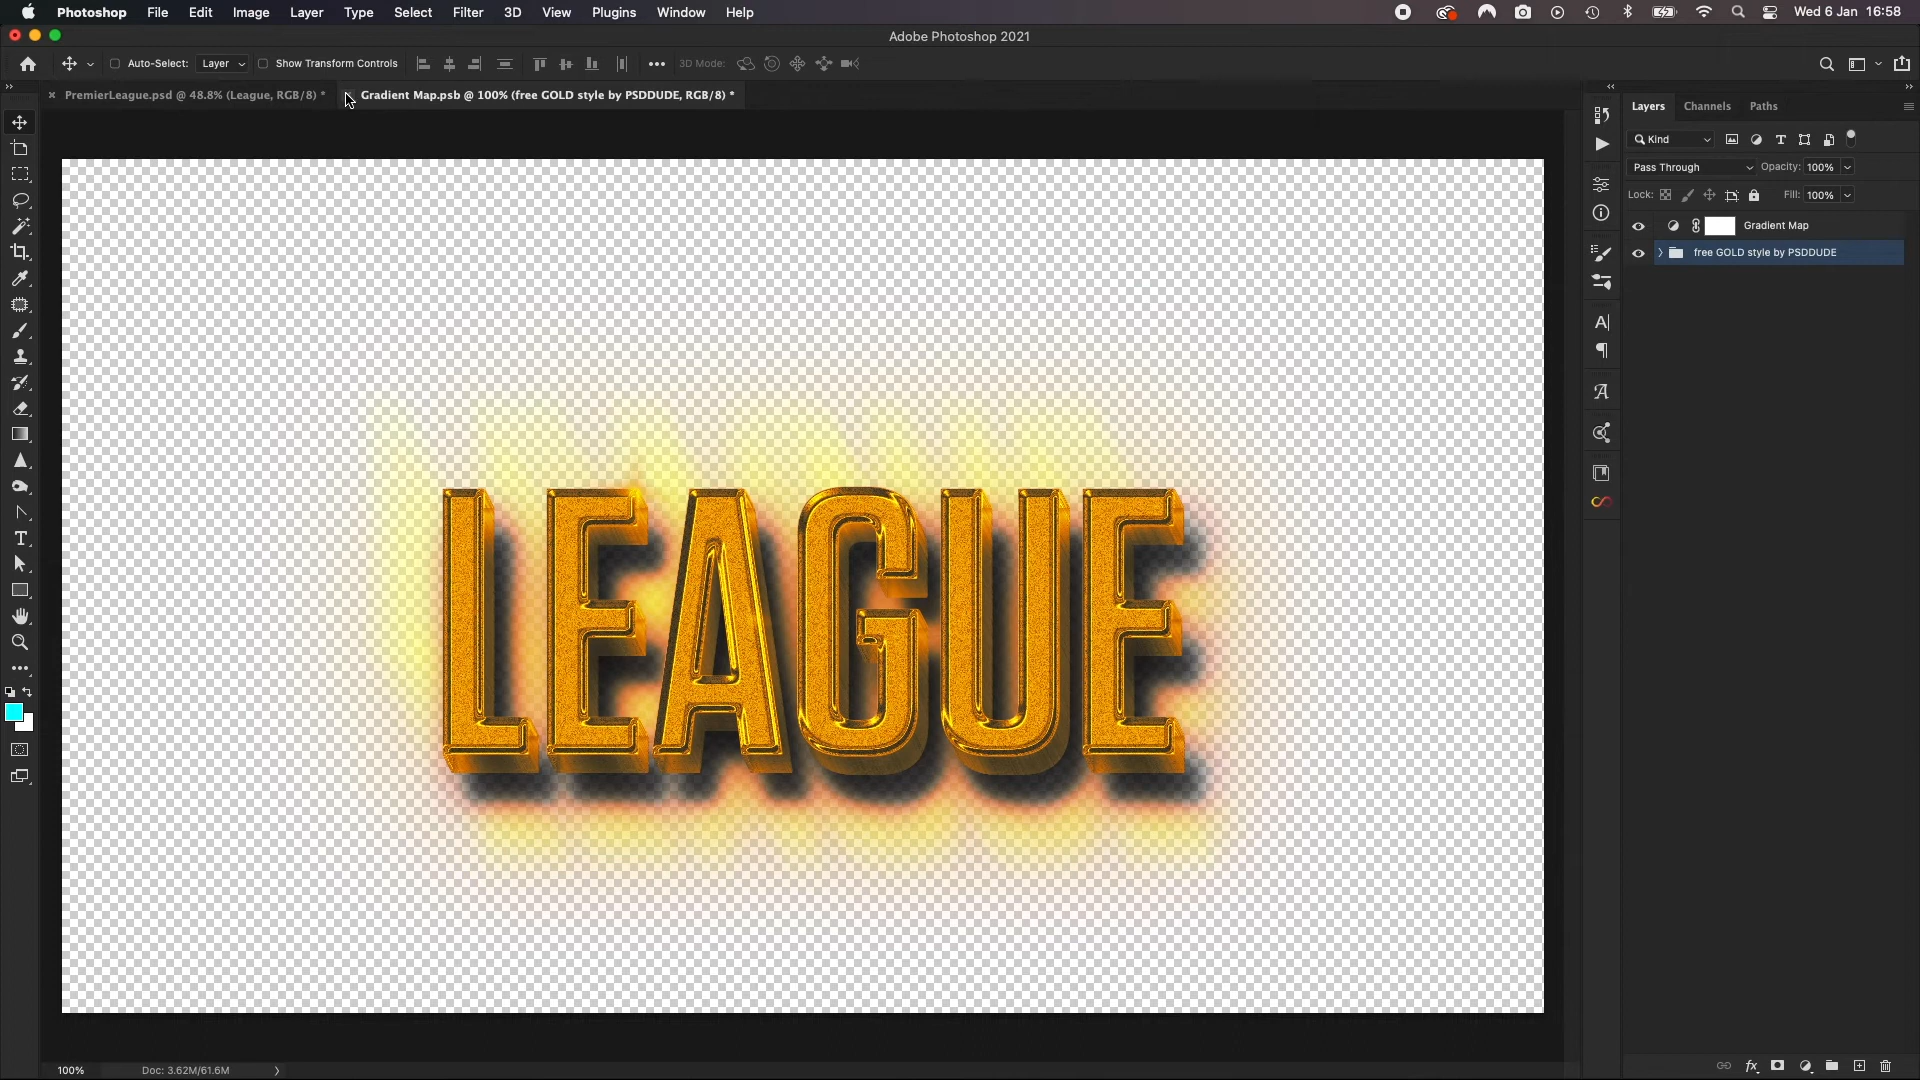 Photoshop File Edit Image Layer Type Select Filter 3D View Plugins Window Help Wed 6 Jan 16:58
Adobe Photoshop 2021
Auto-Select: Layer Show Transform Controls 3D Mode:
PremierLeague.psd @ 48.8% (League, RGB/8) * Gradient Map.psb @ 100% (free GOLD style by PSDDUDE, RGB/8) *
Layers Channels Paths
Kind
Pass Through Opacity: 100%
Lock: Fill: 100%
Gradient Map
free GOLD style by PSDDUDE
LEAGUE
100% Doc: 3.62M/61.6M